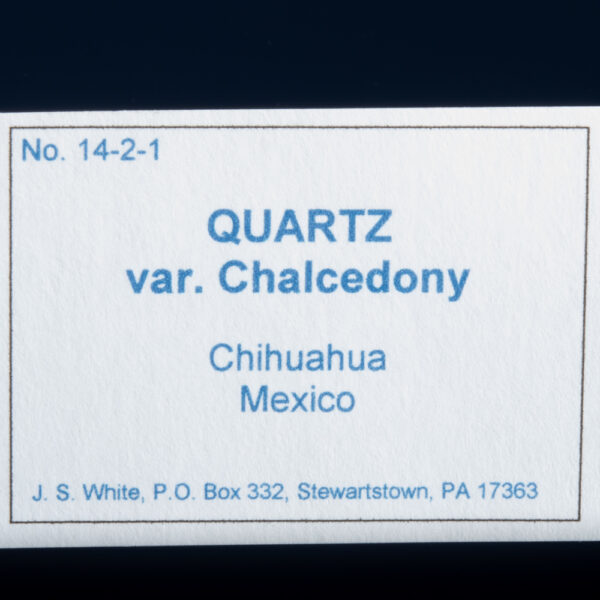 No. 14-2-1
QUARTZ
var. Chalcedony
Chihuahua
Mexico
J. S. White, P.O. Box 332, Stewartstown, PA 17363